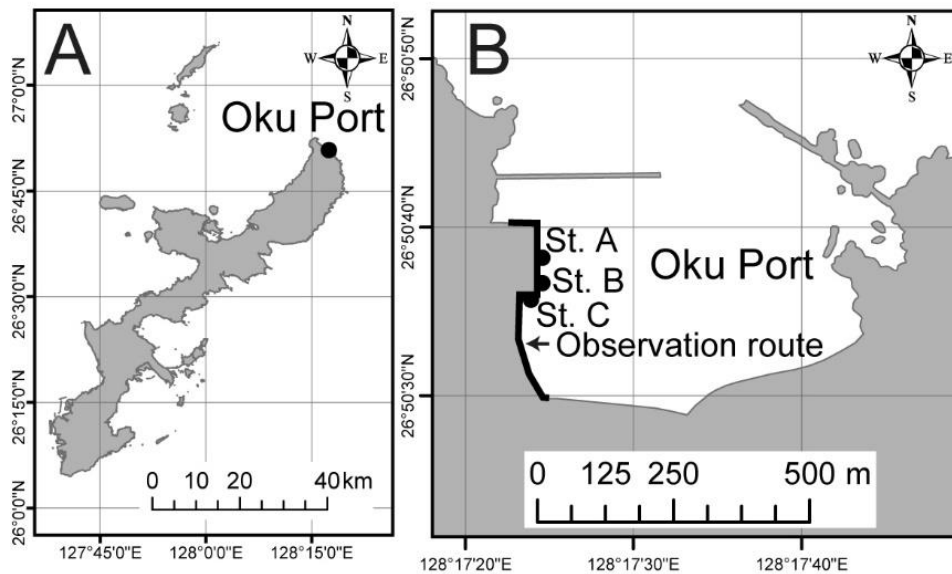 A
N
W E
S
Oku Port
27°0'0"N
26°45'0"N
26°30'0"N
26°15'0"N
26°0'0"N
0 10 20 40 km
127°45'0"E 128°0'0"E 128°15'0"E
B
N
W E
S
26°50'50"N
26°50'40"N
26°50'30"N
St. A
St. B
St. C
Oku Port
Observation route
0 125 250 500 m
128°17'20"E 128°17'30"E 128°17'40"E